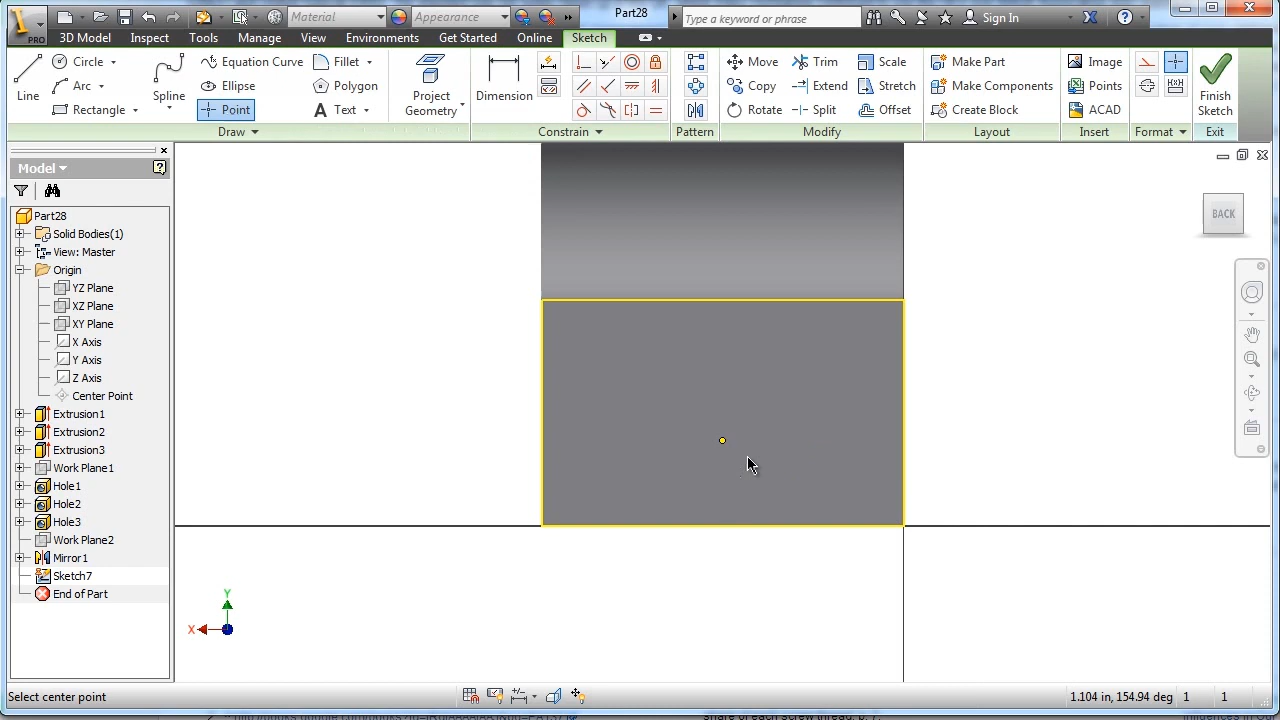 Material
Appearance
Part28
Type a keyword or phrase
Sign In
PRO
3D Model
Inspect
Tools
Manage
View
Environments
Get Started
Online
Sketch
Line
Circle
Arc
Rectangle
Spline
Equation Curve
Ellipse
Point
Fillet
Polygon
A Text
Project Geometry
Dimension
Move
Copy
Rotate
Trim
Extend
Split
Scale
Stretch
Offset
Make Part
Make Components
Create Block
Image
Points
ACAD
Finish Sketch
Draw
Constrain
Pattern
Modify
Layout
Insert
Format
Exit
Model
Part28
Solid Bodies(1)
View: Master
Origin
YZ Plane
XZ Plane
XY Plane
X Axis
Y Axis
Z Axis
Center Point
Extrusion1
Extrusion2
Extrusion3
Work Plane1
Hole1
Hole2
Hole3
Work Plane2
Mirror1
Sketch7
End of Part
BACK
Y
X
Select center point
1.104 in, 154.94 deg 1 1